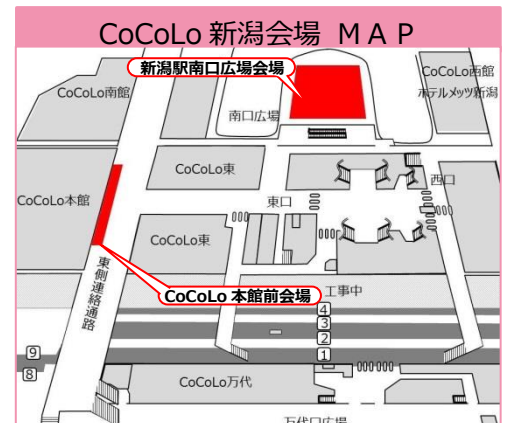 CoCoLo 新潟会場 ＭＡＰ
新潟駅南口広場会場
CoCoLo西館
ホテルメッツ新潟
CoCoLo南館
南口広場
CoCoLo東
西口
CoCoLo本館
東口
CoCoLo東
東側連絡通路
CoCoLo 本館前会場
工事中
4
3
2
1
9
8
CoCoLo万代
万代口広場